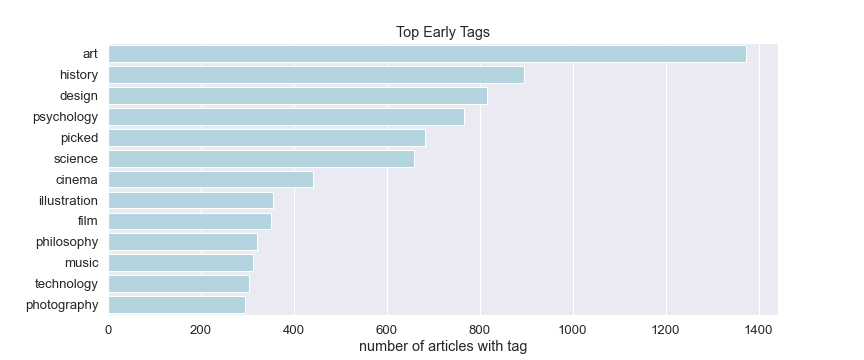 Top Early Tags
art
history
design
psychology
picked
science
cinema
illustration
film
philosophy
music
technology
photography
0 200 400 600 800 1000 1200 1400
number of articles with tag